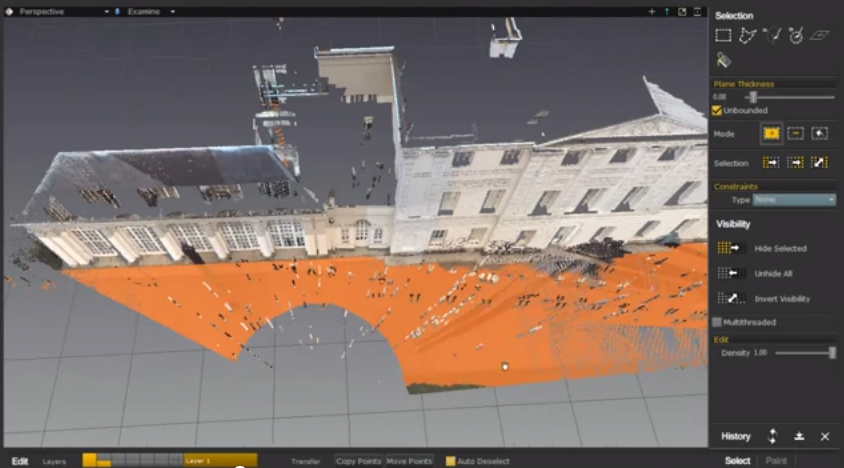 Perspective Examine
Selection
Plane Thickness
0.08
Unbounded
Mode
Selection
Constraints
Type None
Visibility
Hide Selected
Unhide All
Invert Visibility
Multithreaded
Edit
Density 1.00
History
Edit Layers Layer 1 Transfer Copy Points Move Points Auto Deselect Select Paint